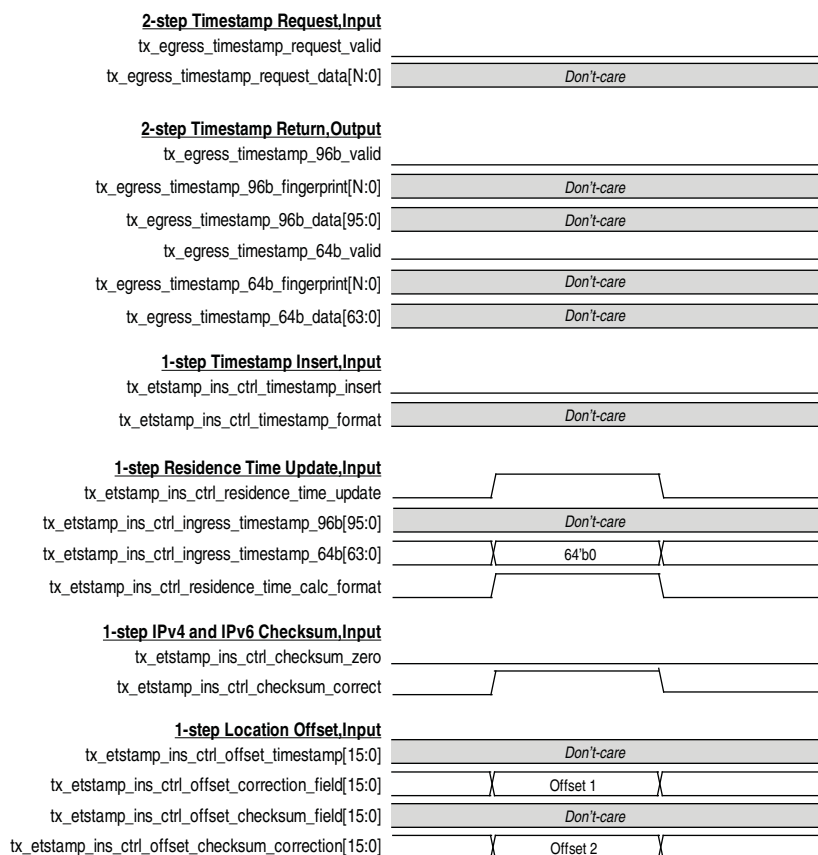 2-step Timestamp Request,Input
tx_egress_timestamp_request_valid
tx_egress_timestamp_request_data[N:0] Don't-care
2-step Timestamp Return,Output
tx_egress_timestamp_96b_valid
tx_egress_timestamp_96b_fingerprint[N:0] Don't-care
tx_egress_timestamp_96b_data[95:0] Don't-care
tx_egress_timestamp_64b_valid
tx_egress_timestamp_64b_fingerprint[N:0] Don't-care
tx_egress_timestamp_64b_data[63:0] Don't-care
1-step Timestamp Insert,Input
tx_etstamp_ins_ctrl_timestamp_insert
tx_etstamp_ins_ctrl_timestamp_format Don't-care
1-step Residence Time Update,Input
tx_etstamp_ins_ctrl_residence_time_update
tx_etstamp_ins_ctrl_ingress_timestamp_96b[95:0] Don't-care
tx_etstamp_ins_ctrl_ingress_timestamp_64b[63:0] 64'b0
tx_etstamp_ins_ctrl_residence_time_calc_format
1-step IPv4 and IPv6 Checksum,Input
tx_etstamp_ins_ctrl_checksum_zero
tx_etstamp_ins_ctrl_checksum_correct
1-step Location Offset,Input
tx_etstamp_ins_ctrl_offset_timestamp[15:0] Don't-care
tx_etstamp_ins_ctrl_offset_correction_field[15:0] Offset 1
tx_etstamp_ins_ctrl_offset_checksum_field[15:0] Don't-care
tx_etstamp_ins_ctrl_offset_checksum_correction[15:0] Offset 2